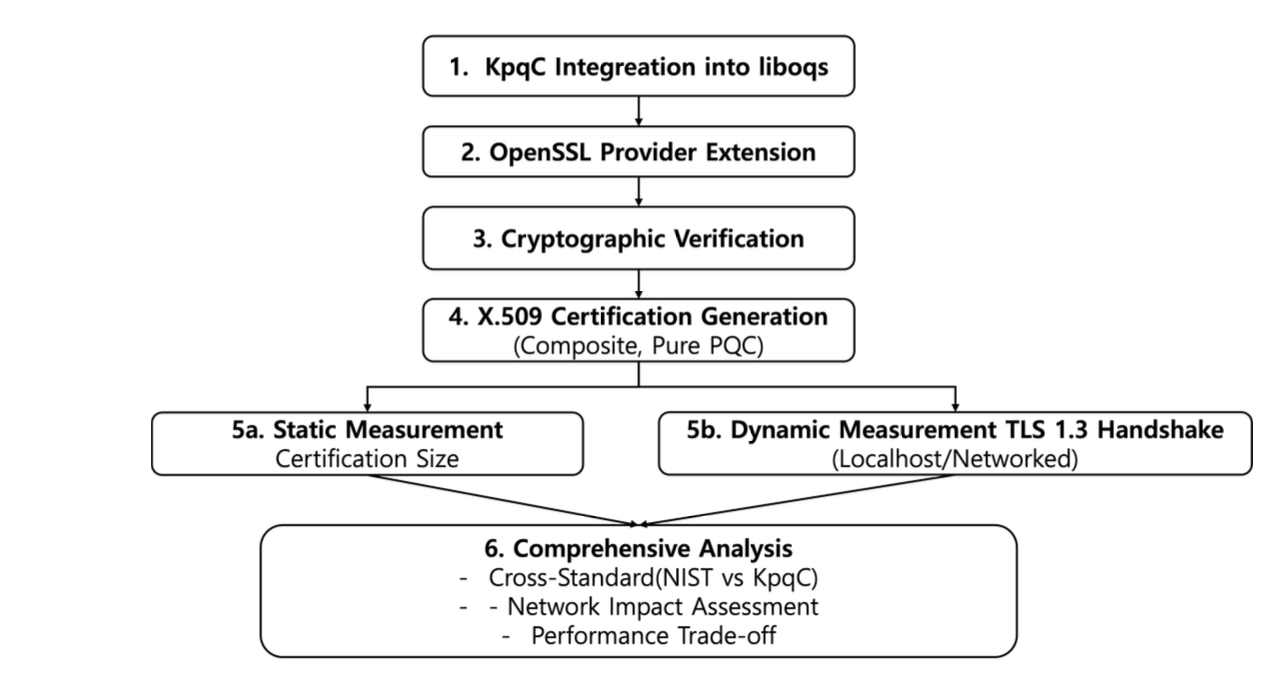 1. KpqC Integreation into liboqs
2. OpenSSL Provider Extension
3. Cryptographic Verification
4. X.509 Certification Generation
(Composite, Pure PQC)
5a. Static Measurement
Certification Size
5b. Dynamic Measurement TLS 1.3 Handshake
(Localhost/Networked)
6. Comprehensive Analysis
- Cross-Standard(NIST vs KpqC)
- - Network Impact Assessment
- Performance Trade-off